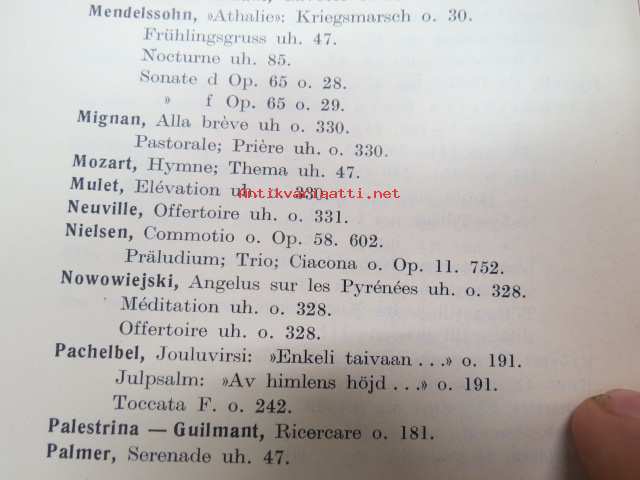 Mendelssohn, »Athalie»; Kriegsmarsch o. 30.
Frühlingsgruss uh. 47.
Nocturne uh. 85.
Sonate d Op. 65 o. 28.
» f Op. 65 o. 29.
Mignan, Alla brève uh o. 330.
Pastorale; Prière uh. o. 330.
Mozart, Hymne; Thema uh. 47.
Mulet, Elévation uh. 330.
Antikvariaatti.net
Neuville, Offertoire uh. o. 331.
Nielsen, Commotio o. Op. 58. 602.
Präludium; Trio; Ciacona o. Op. 11. 752.
Nowowiejski, Angelus sur les Pyrénées uh. o. 328.
Méditation uh. o. 328.
Offertoire uh. o. 328.
Pachelbel, Jouluvirsi: »Enkeli taivaan . . .» o. 191.
Julpsalm: »Av himlens höjd . . .» o. 191.
Toccata F. o. 242.
Palestrina — Guilmant, Ricercare o. 181.
Palmer, Serenade uh. 47.